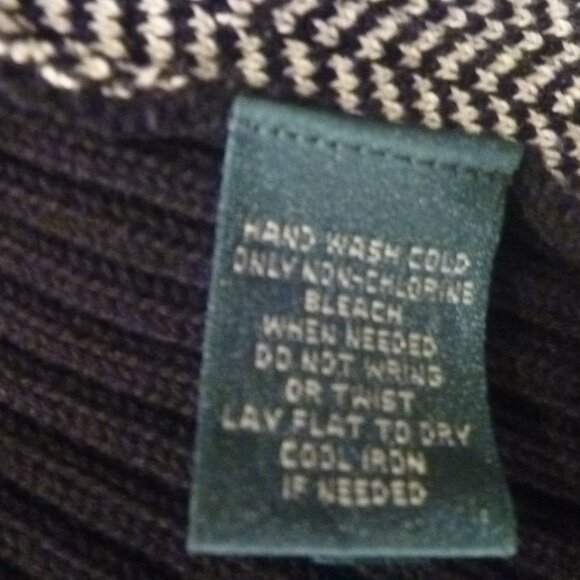 HAND WASH COLD
ONLY NON-CHLORINE
BLEACH
WHEN NEEDED
DO NOT WRING
OR TWIST
LAY FLAT TO DRY
COOL IRON
IF NEEDED